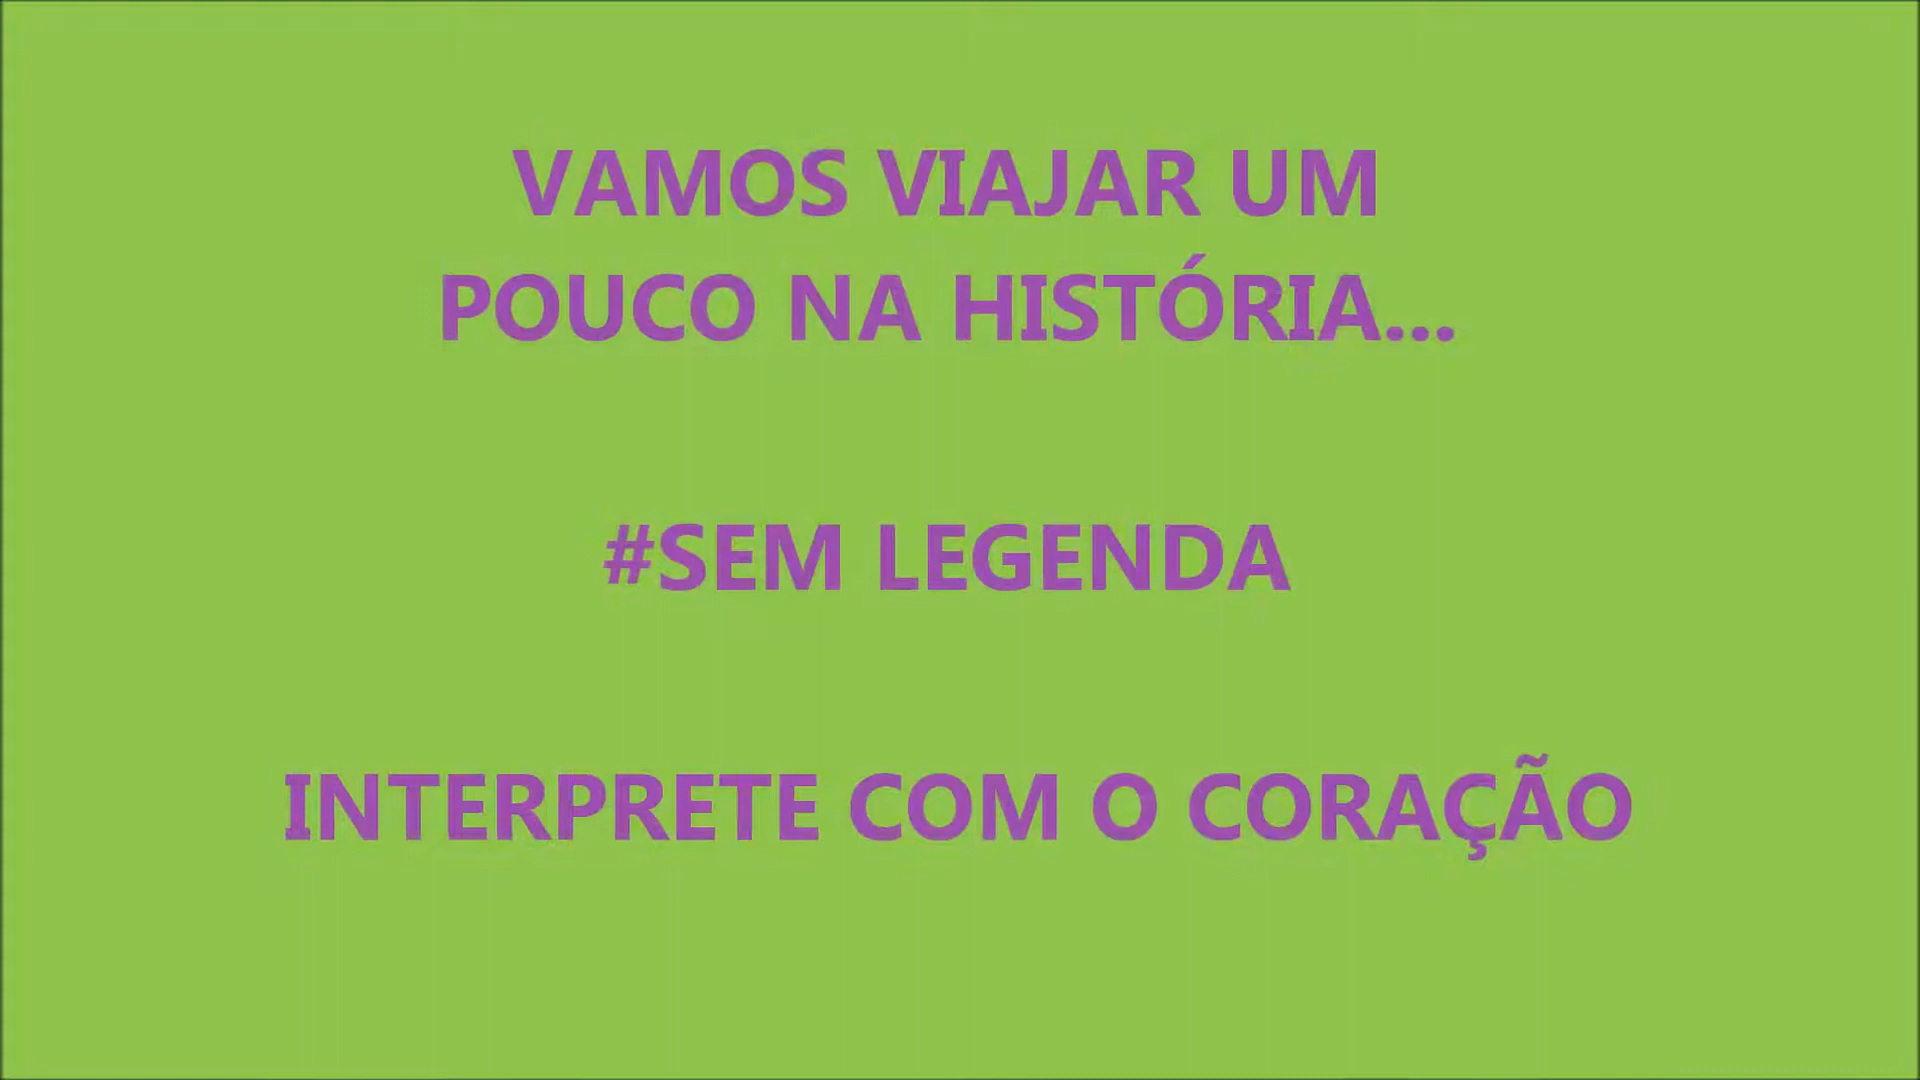 VAMOS VIAJAR UM
POUCO NA HISTÓRIA...
#SEM LEGENDA
INTERPRETE COM O CORAÇÃO